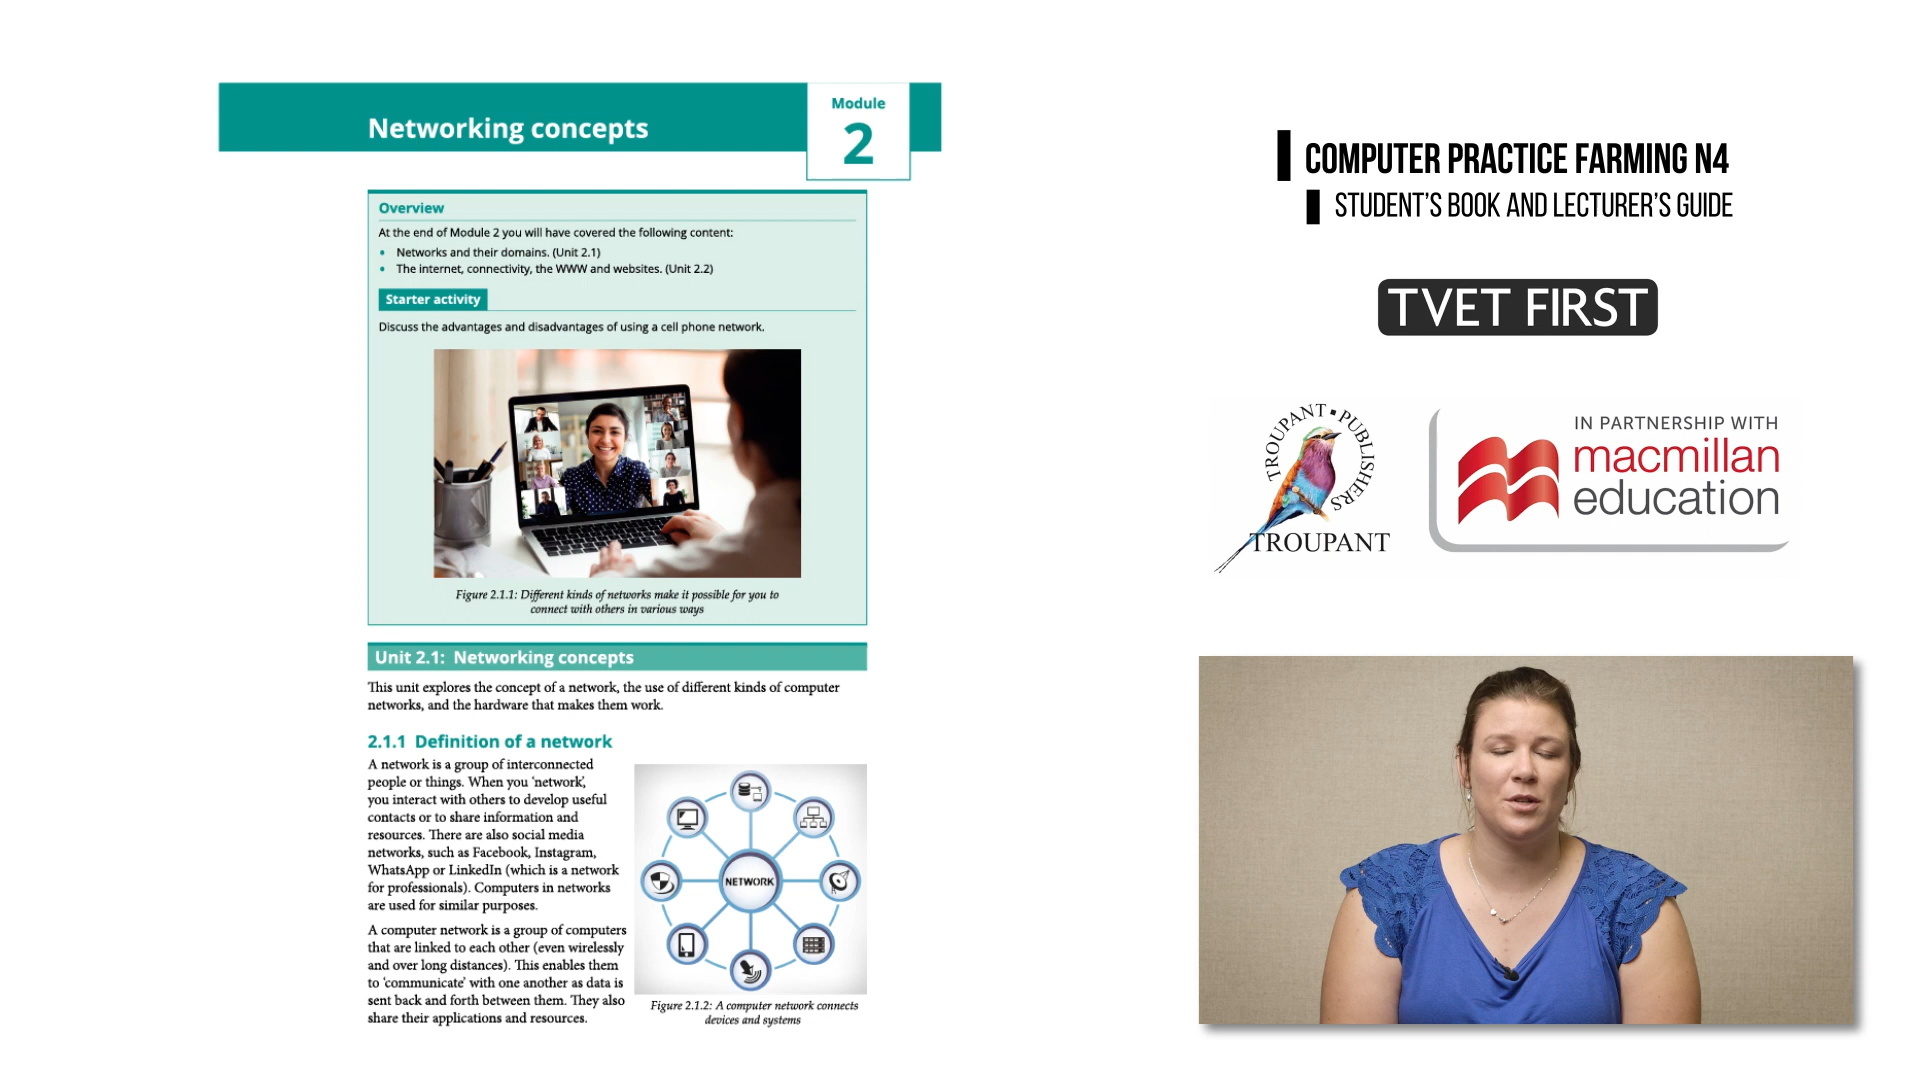 Networking concepts
Module
2
Overview
At the end of Module 2 you will have covered the following content:
• Networks and their domains. (Unit 2.1)
• The internet, connectivity, the WWW and websites. (Unit 2.2)
Starter activity
Discuss the advantages and disadvantages of using a cell phone network.
Figure 2.1.1: Different kinds of networks make it possible for you to
connect with others in various ways
Unit 2.1: Networking concepts
This unit explores the concept of a network, the use of different kinds of computer
networks, and the hardware that makes them work.
2.1.1 Definition of a network
A network is a group of interconnected
people or things. When you ‘network’,
you interact with others to develop useful
contacts or to share information and
resources. There are also social media
networks, such as Facebook, Instagram,
WhatsApp or LinkedIn (which is a network
for professionals). Computers in networks
are used for similar purposes.
A computer network is a group of computers
that are linked to each other (even wirelessly
and over long distances). This enables them
to ‘communicate’ with one another as data is
sent back and forth between them. They also
share their applications and resources.
NETWORK
Figure 2.1.2: A computer network connects
devices and systems
COMPUTER PRACTICE FARMING N4
STUDENT’S BOOK AND LECTURER’S GUIDE
TVET FIRST
TROUPANT PUBLISHERS
TROUPANT
IN PARTNERSHIP WITH
macmillan
education